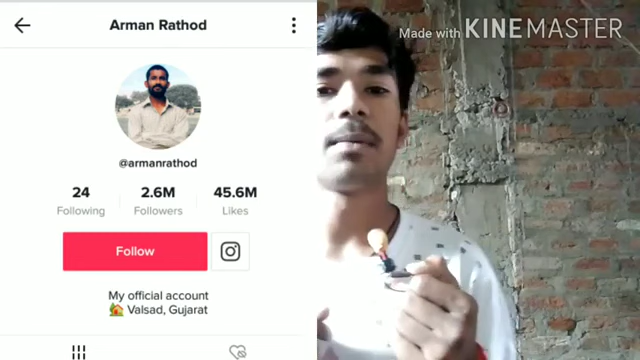 Arman Rathod
@armanrathod
24 2.6M 45.6M
Following Followers Likes
Follow
My official account
🏡 Valsad, Gujarat
Made with KINEMASTER